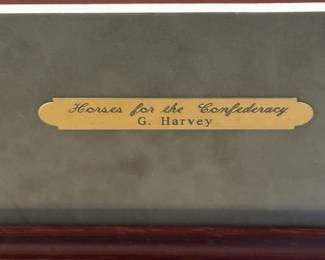 Horses for the Confederacy
G. Harvey